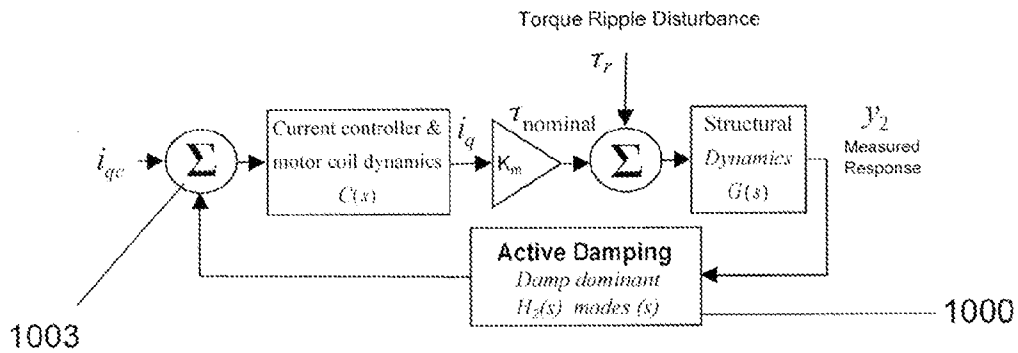 Torque Ripple Disturbance
τr
Current controller &
motor coil dynamics
C(s)
iqc
Σ
iq
Km
τnominal
Σ
Structural
Dynamics
G(s)
y2
Measured
Response
Active Damping
Damp dominant
H2(s) modes (s)
1003
1000